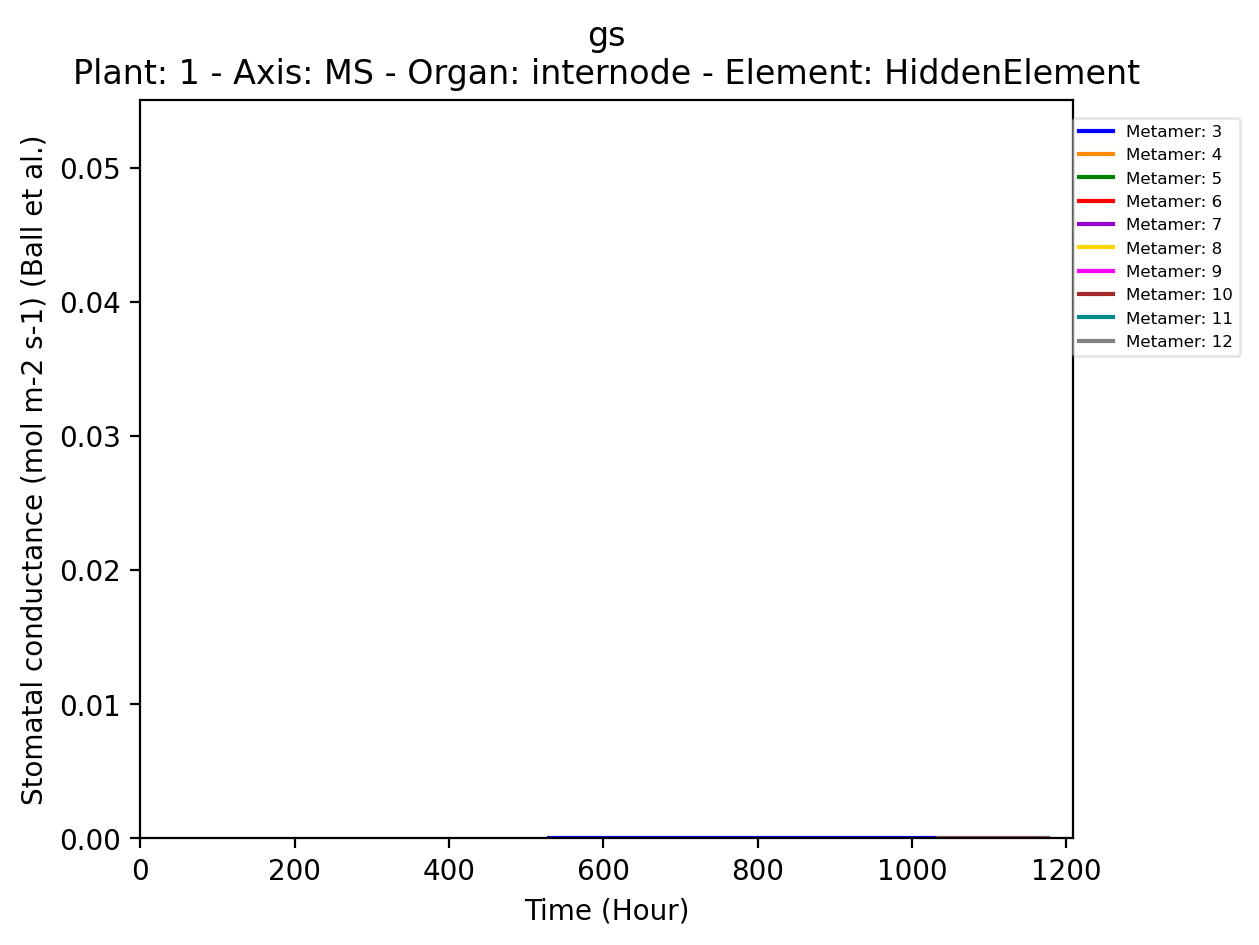 gs
Plant: 1 - Axis: MS - Organ: internode - Element: HiddenElement
Stomatal conductance (mol m-2 s-1) (Ball et al.)
0.05
0.04
0.03
0.02
0.01
0.00
0
200
400
600
800
1000
1200
Time (Hour)
Metamer: 3
Metamer: 4
Metamer: 5
Metamer: 6
Metamer: 7
Metamer: 8
Metamer: 9
Metamer: 10
Metamer: 11
Metamer: 12